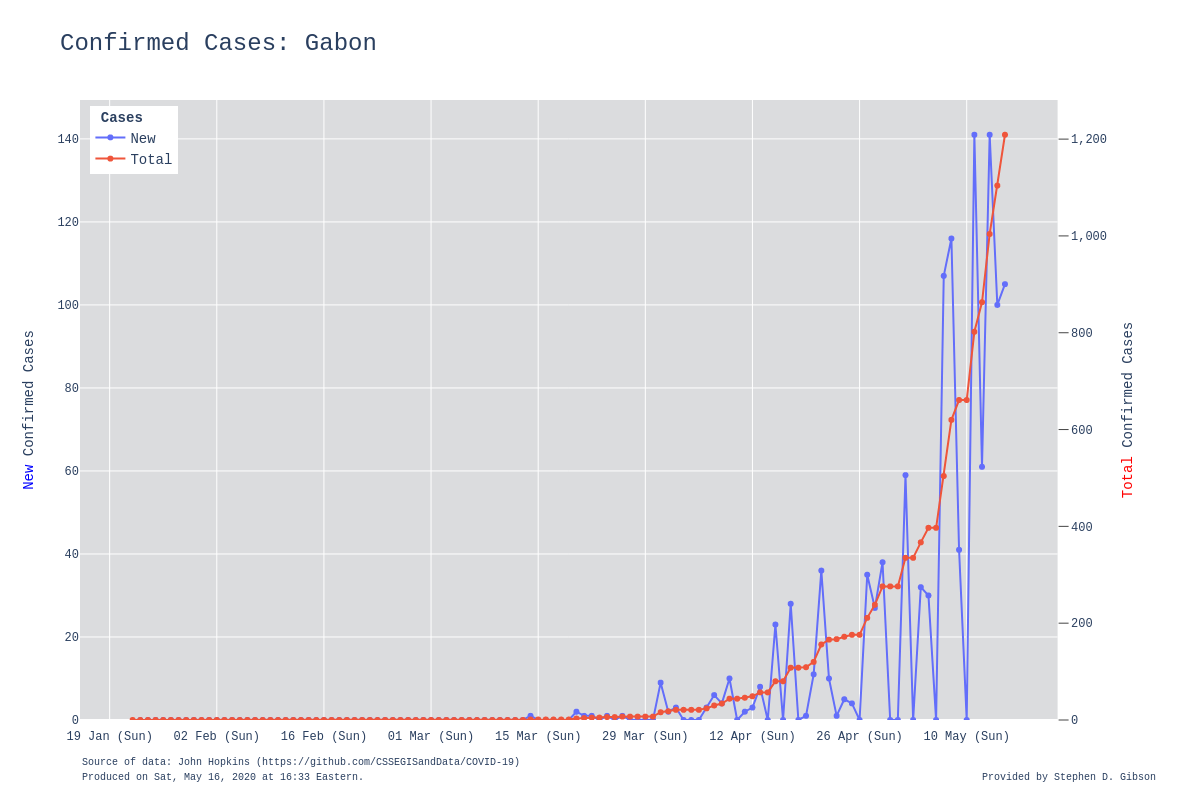 Confirmed Cases: Gabon
Cases
New
Total
140
120
100
80
60
40
20
0
1,200
1,000
800
600
400
200
0
New Confirmed Cases
Total Confirmed Cases
19 Jan (Sun) 02 Feb (Sun) 16 Feb (Sun) 01 Mar (Sun) 15 Mar (Sun) 29 Mar (Sun) 12 Apr (Sun) 26 Apr (Sun) 10 May (Sun)
Source of data: John Hopkins (https://github.com/CSSEGISandData/COVID-19)
Produced on Sat, May 16, 2020 at 16:33 Eastern.
Provided by Stephen D. Gibson